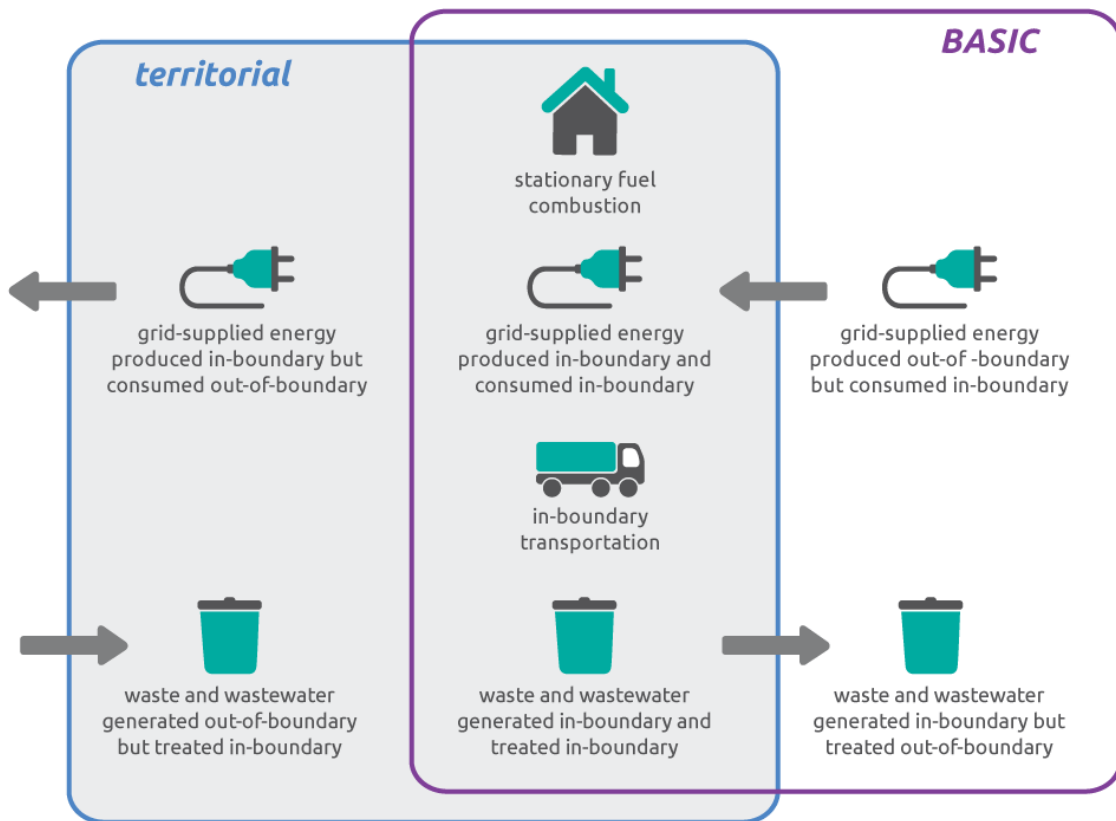 territorial
BASIC
stationary fuel
combustion
grid-supplied energy
produced in-boundary but
consumed out-of-boundary
grid-supplied energy
produced in-boundary and
consumed in-boundary
grid-supplied energy
produced out-of -boundary
but consumed in-boundary
in-boundary
transportation
waste and wastewater
generated out-of-boundary
but treated in-boundary
waste and wastewater
generated in-boundary and
treated in-boundary
waste and wastewater
generated in-boundary but
treated out-of-boundary